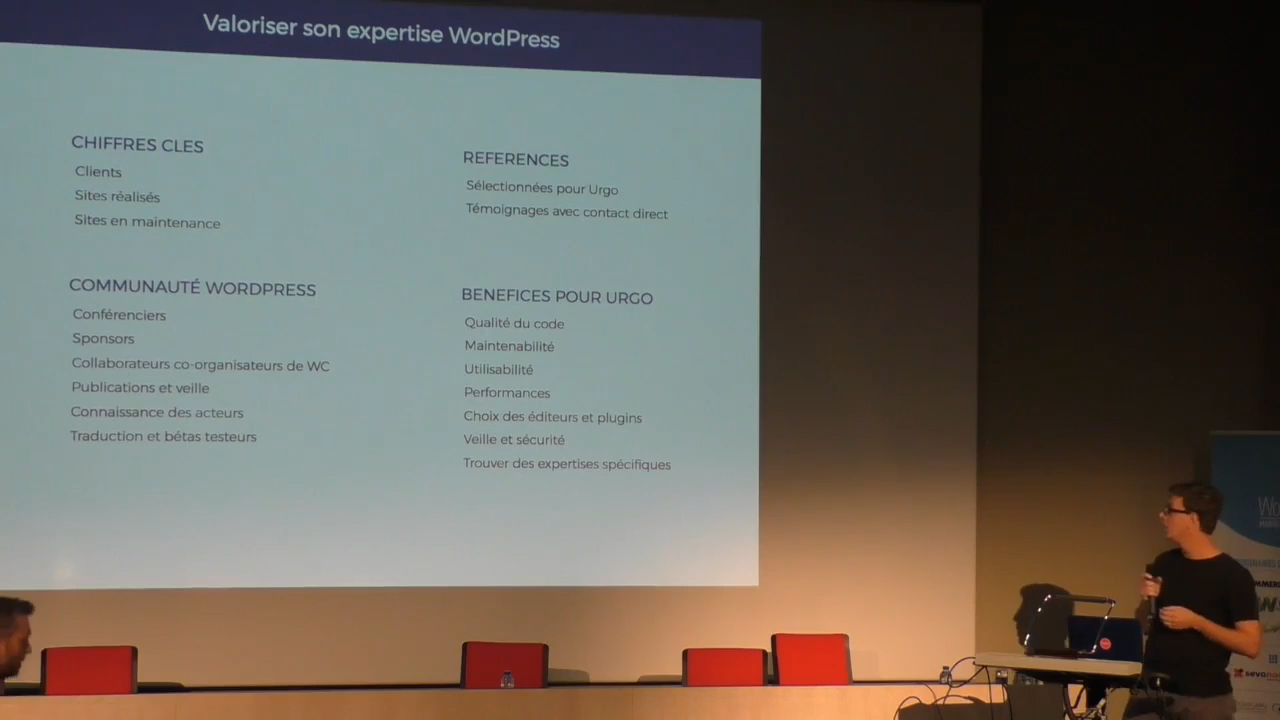 Valoriser son expertise WordPress
CHIFFRES CLES
Clients
Sites réalisés
Sites en maintenance
REFERENCES
Sélectionnées pour Urgo
Témoignages avec contact direct
COMMUNAUTÉ WORDPRESS
Conférenciers
Sponsors
Collaborateurs co-organisateurs de WC
Publications et veille
Connaissance des acteurs
Traduction et bétas testeurs
BENEFICES POUR URGO
Qualité du code
Maintenabilité
Utilisabilité
Performances
Choix des éditeurs et plugins
Veille et sécurité
Trouver des expertises spécifiques